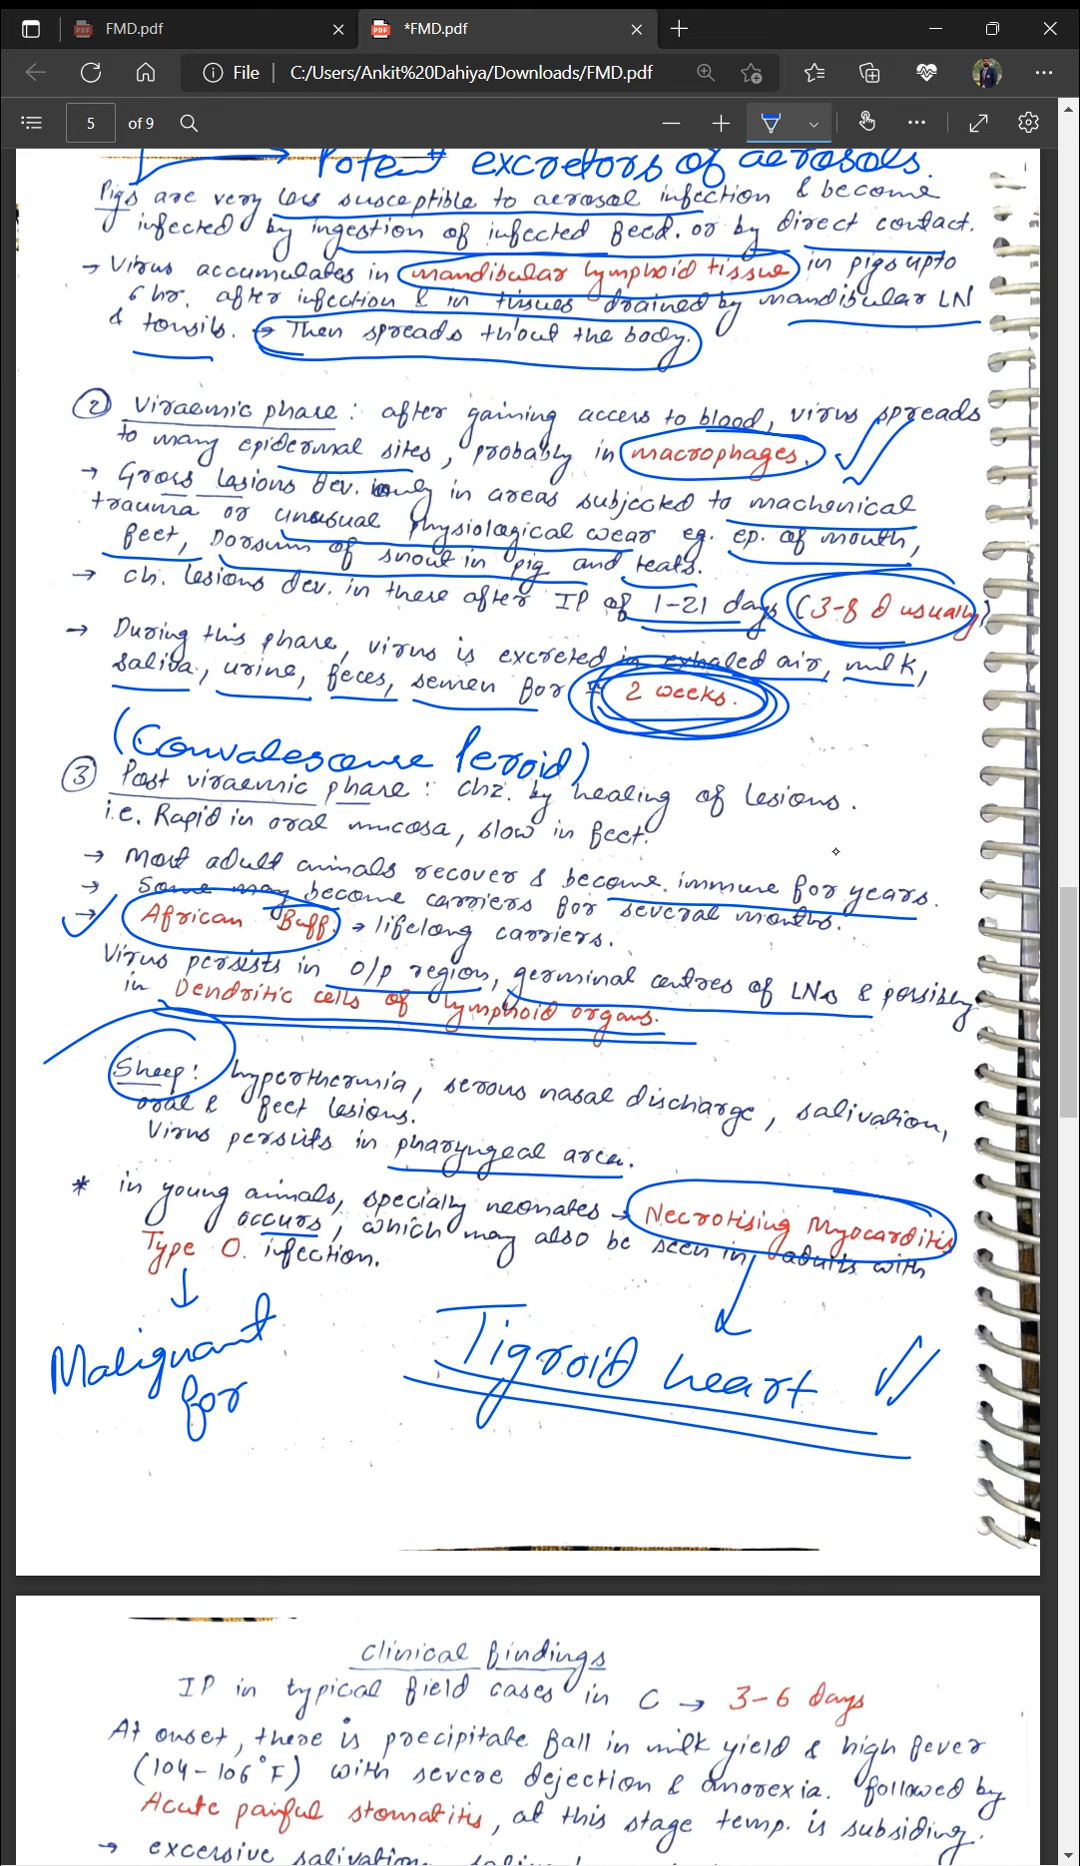 FMD.pdf
*FMD.pdf
File
C:/Users/Ankit%20Dahiya/Downloads/FMD.pdf
5 of 9
→ Potent excretors of aerosols.
Pigs are very less susceptible to aerosol infection & become
infected by ingestion of infected feed. or by direct contact.
→ Virus accumulates in mandibular lymphoid tissue in pigs upto
6 hr. after infection & in tissues drained by mandibular LN
& tonsils. → Then spreads th'out the body.
② Viraemic phase : after gaining access to blood, virus spreads
to many epidermal sites, probably in macrophages.
→ Gross lesions dev. only in areas subjected to mechenical
trauma or unusual physiological wear eg. ep. of mouth,
feet, Dorsum of snout in pig and teats.
→ ch. lesions dev. in these after IP of 1-21 days (3-8 d usually)
→ During this phase, virus is excreted in exhaled air, milk,
saliva, urine, feces, semen for 2 weeks.
(Convalescense Peroid)
③ Post viraemic phase : chz. by healing of lesions.
i.e. Rapid in oral mucosa, slow in feet.
→ Most adult animals recover & become immune for years.
→ Some may become carriers for several months.
→ African Buff. → lifelong carriers.
Virus persists in o/p region, germinal centres of LNs & possibly
in Dendritic cells of lymphoid organs.
Sheep: hyperthermia, serous nasal discharge, salivation,
oral & feet lesions.
Virus persists in pharyngeal area.
* in young animals, specially neonates → Necrotising Myocarditis
occurs, which may also be seen in adults with
Type O. infection.
Malignant
for
Tigroid heart
Clinical findings
IP in typical field cases in C → 3-6 days
At onset, there is precipitate fall in milk yield & high fever
(104-106°F) with severe dejection & anorexia. followed by
Acute painful stomatitis, at this stage temp. is subsiding.
→ excessive salivation,